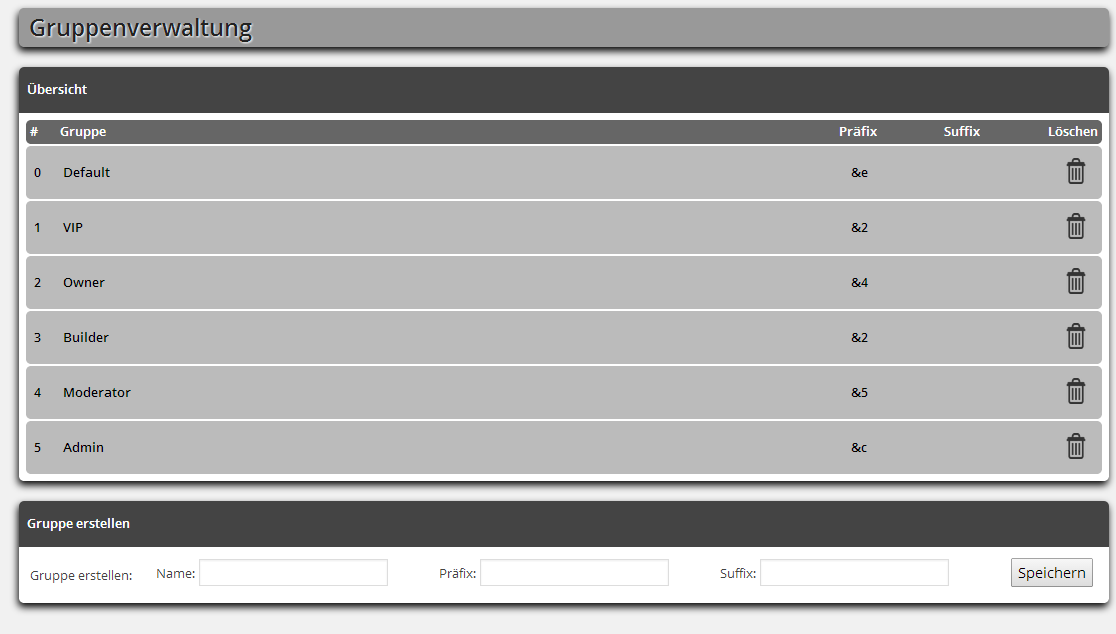 Gruppenverwaltung
Übersicht
# Gruppe Präfix Suffix Löschen
0 Default &e
1 VIP &2
2 Owner &4
3 Builder &2
4 Moderator &5
5 Admin &c
Gruppe erstellen
Gruppe erstellen: Name: Präfix: Suffix: Speichern